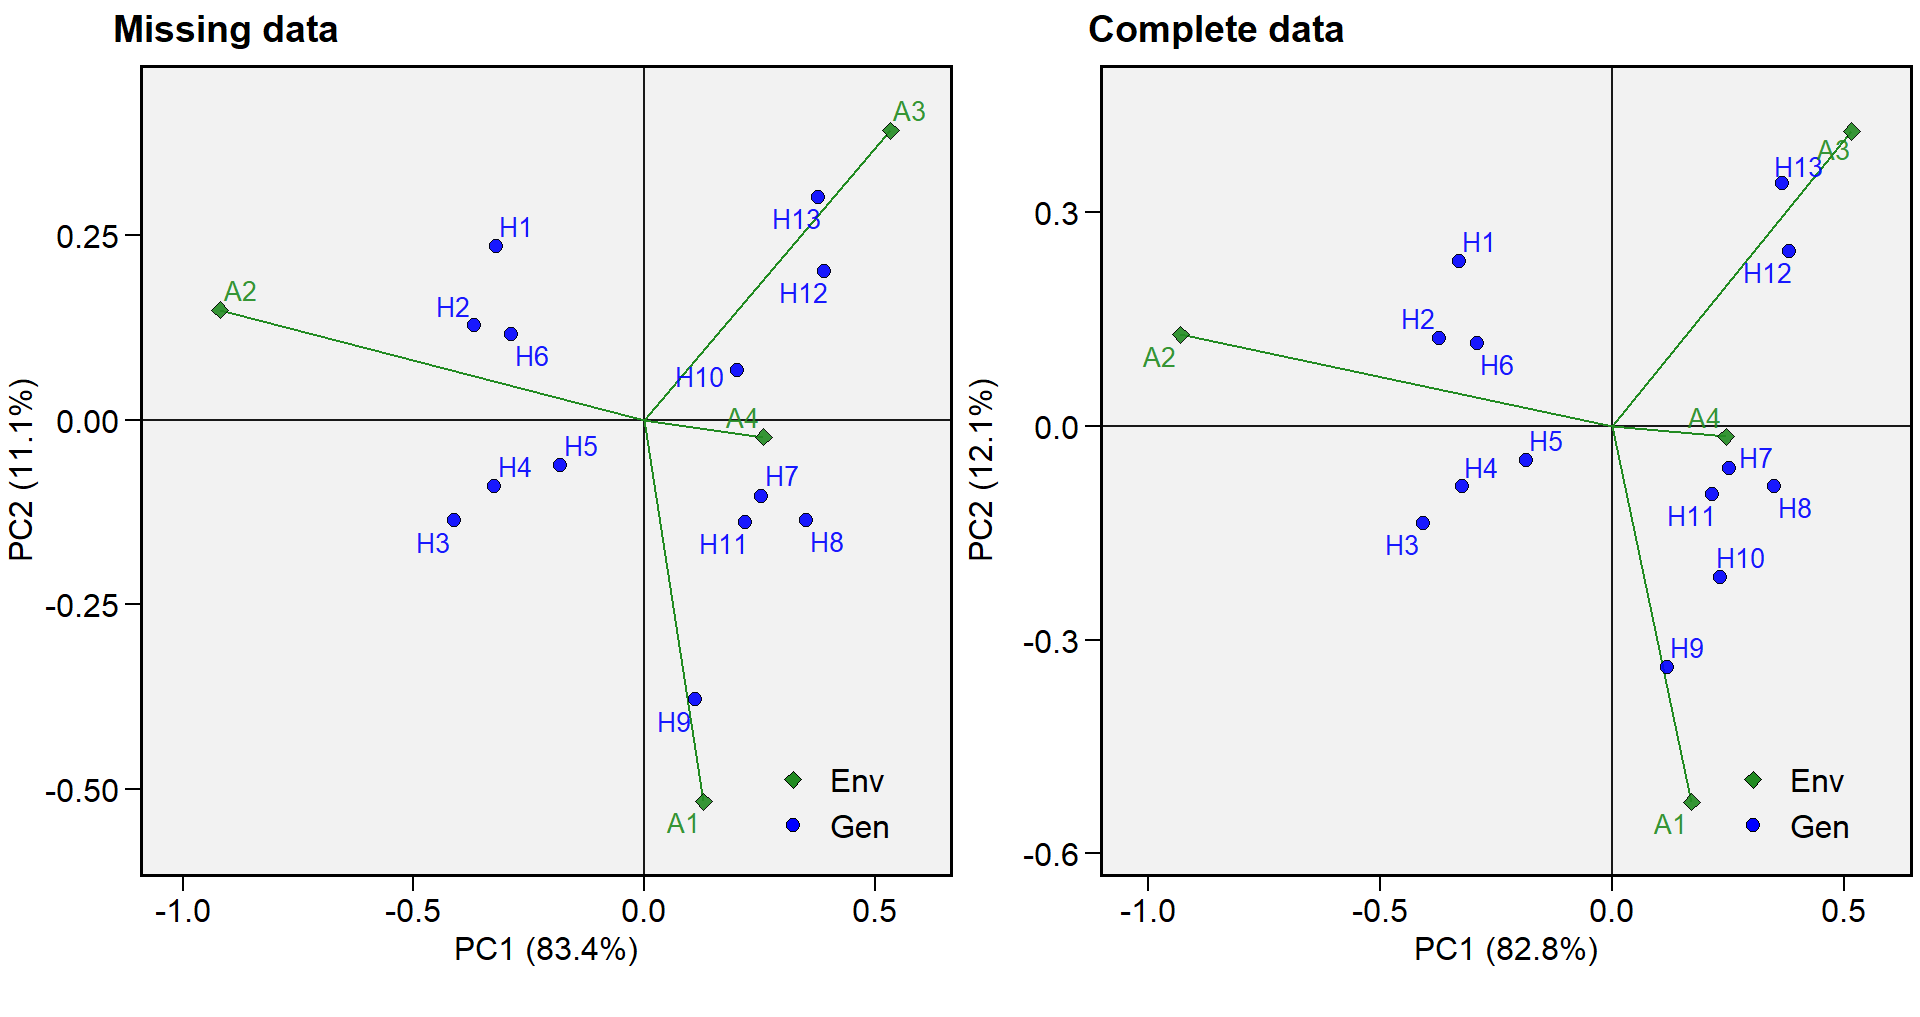 Missing data
PC2 (11.1%)
0.25
0.00
-0.25
-0.50
A3
H13
H1
H12
A2
H2
H6
H10
A4
H5
H4
H7
H3
H11
H8
H9
A1
Env
Gen
-1.0
-0.5
0.0
0.5
PC1 (83.4%)
Complete data
PC2 (12.1%)
0.3
0.0
-0.3
-0.6
A3
H13
H1
H12
H2
A2
H6
A4
H5
H7
H4
H8
H11
H3
H10
H9
A1
Env
Gen
-1.0
-0.5
0.0
0.5
PC1 (82.8%)